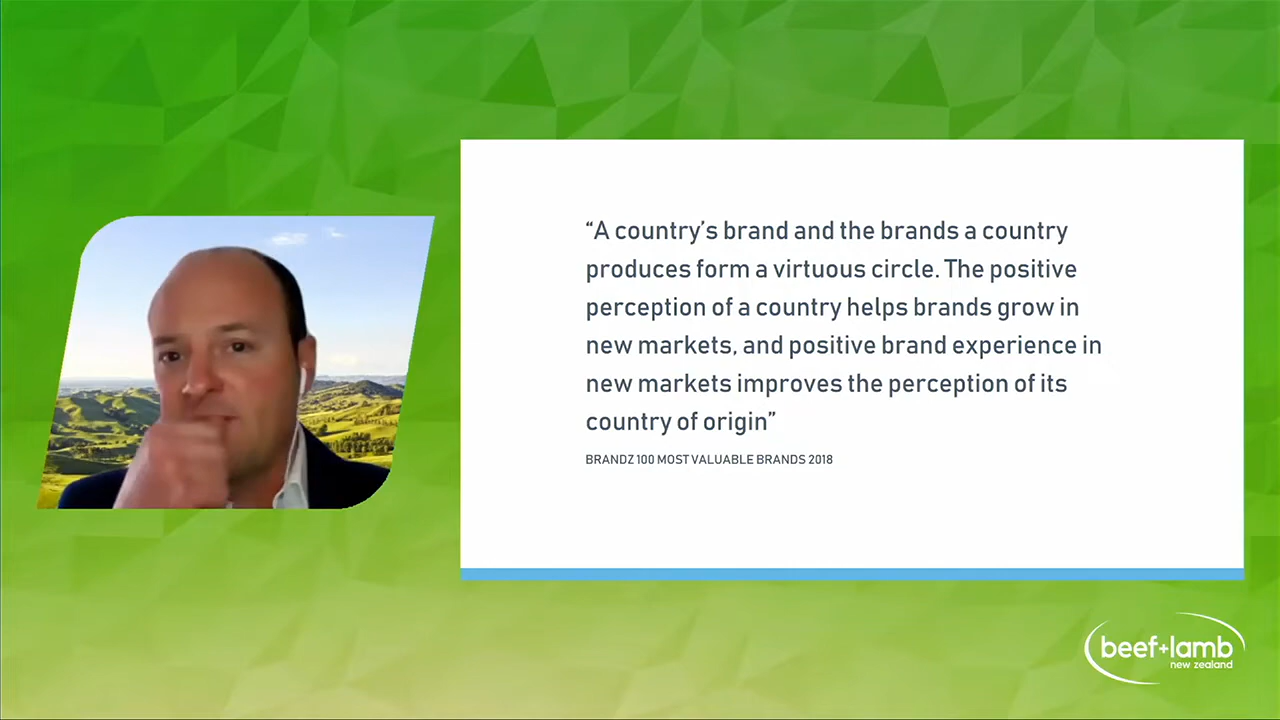 “A country’s brand and the brands a country
produces form a virtuous circle. The positive
perception of a country helps brands grow in
new markets, and positive brand experience in
new markets improves the perception of its
country of origin”
BRANDZ 100 MOST VALUABLE BRANDS 2018
beef+lamb
new zealand